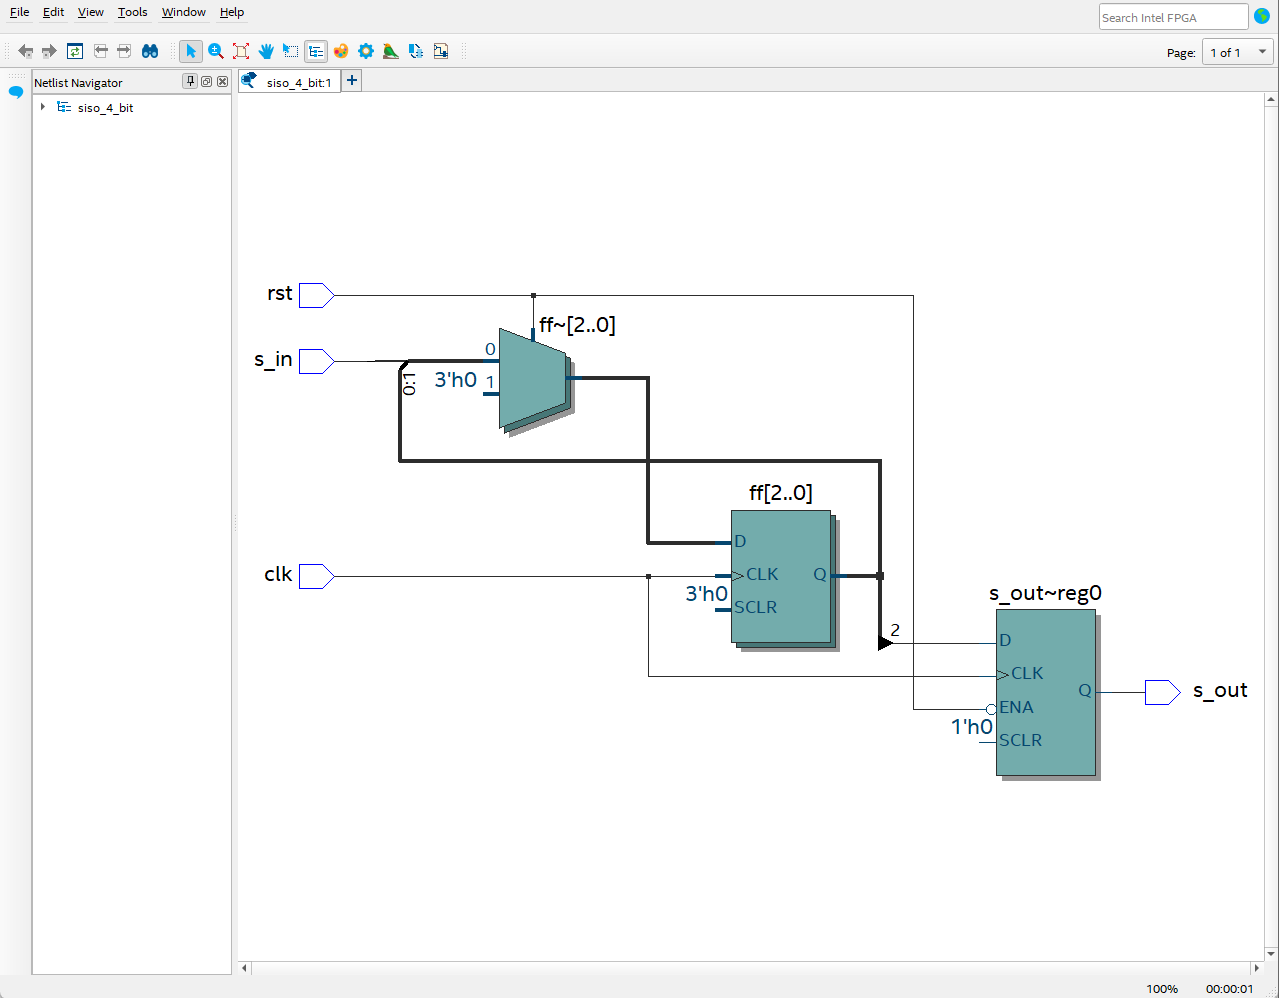 File Edit View Tools Window Help
Search Intel FPGA
Page: 1 of 1
Netlist Navigator
siso_4_bit:1
siso_4_bit
rst
ff~[2..0]
s_in
0
0:1
3'h0 1
ff[2..0]
D
clk
CLK Q
3'h0
SCLR
s_out~reg0
2
D
CLK
Q s_out
ENA
1'h0
SCLR
100% 00:00:01